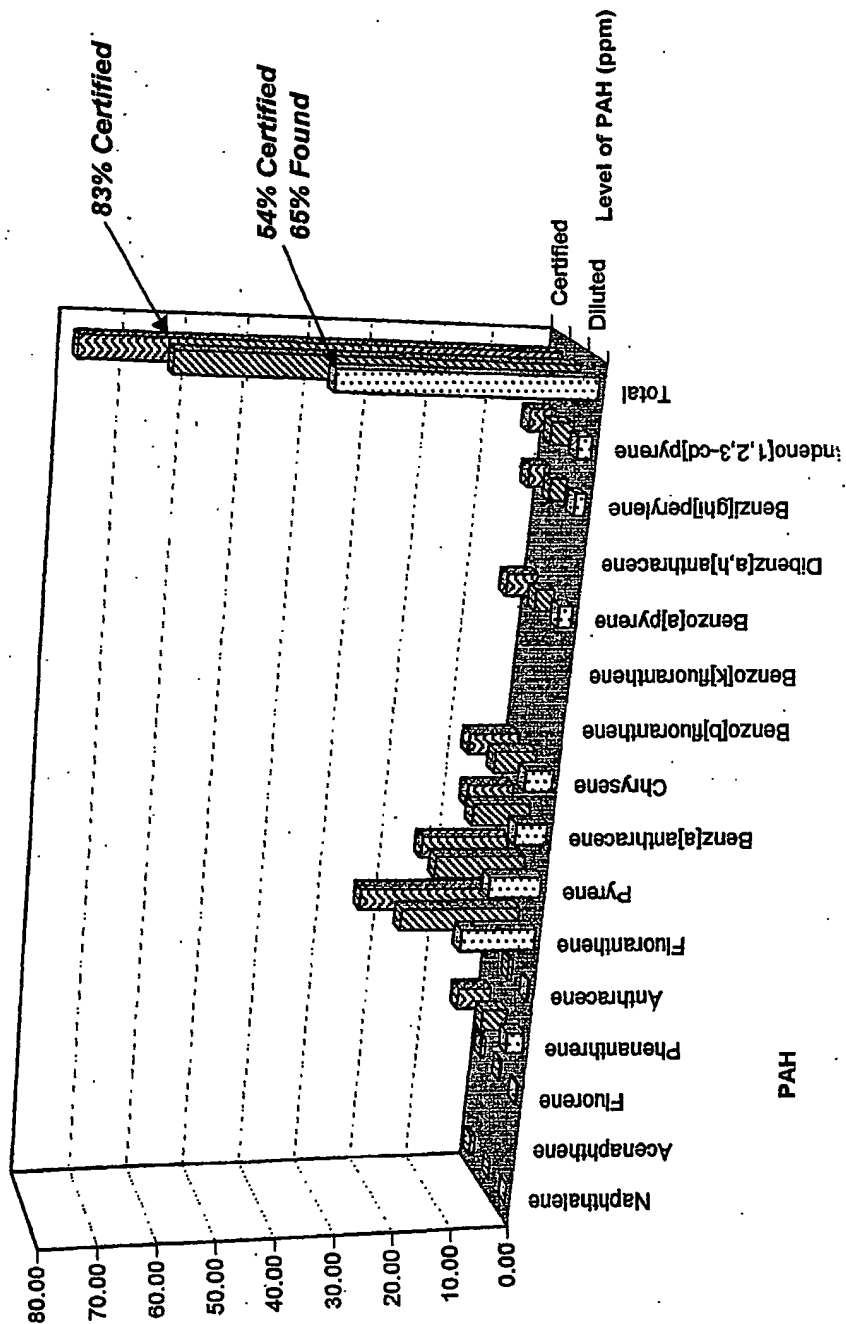 83% Certified
54% Certified
65% Found
80.00
70.00
60.00
50.00
40.00
30.00
20.00
10.00
0.00
Certified
Diluted
Level of PAH (ppm)
Naphthalene
Acenaphthene
Fluorene
Phenanthrene
Anthracene
Fluoranthene
Pyrene
Benz[a]anthracene
Chrysene
Benzo[b]fluoranthene
Benzo[k]fluoranthene
Benzo[a]pyrene
Dibenz[a,h]anthracene
Benz[ghi]perylene
indeno[1,2,3-cd]pyrene
Total
PAH